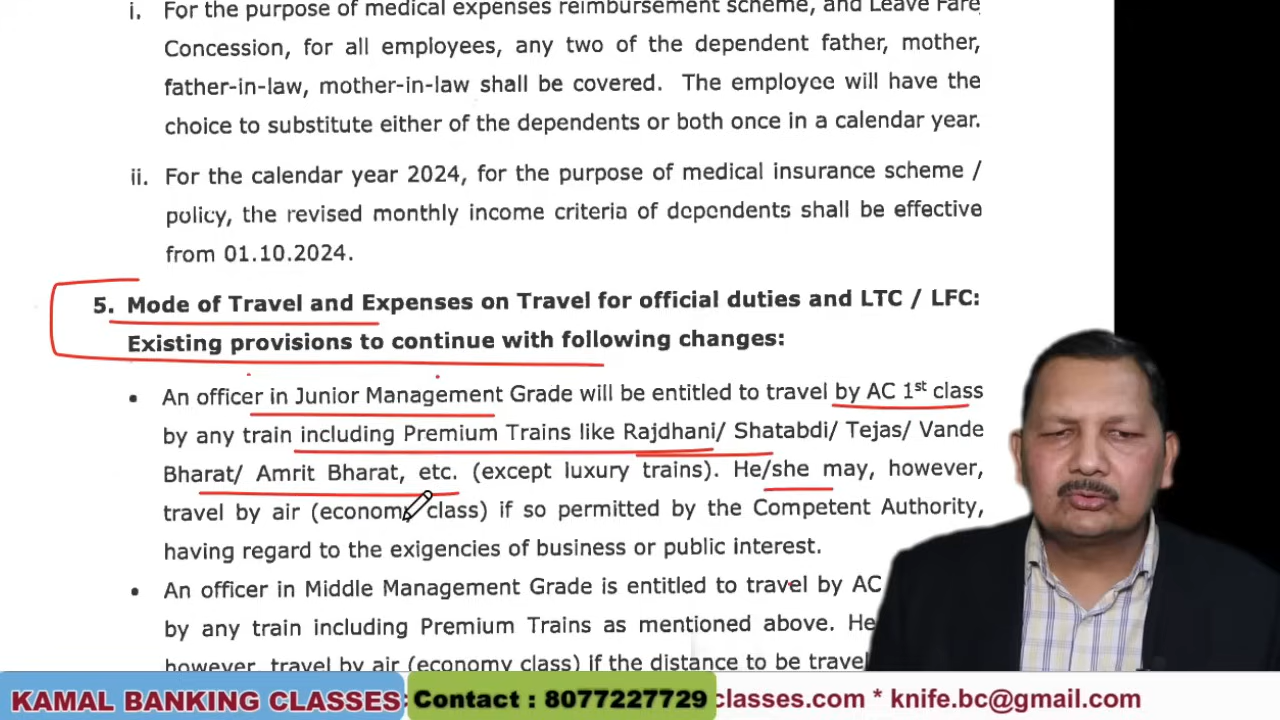 i. For the purpose of medical expenses reimbursement scheme, and Leave Fare
Concession, for all employees, any two of the dependent father, mother,
father-in-law, mother-in-law shall be covered. The employee will have the
choice to substitute either of the dependents or both once in a calendar year.
ii. For the calendar year 2024, for the purpose of medical insurance scheme /
policy, the revised monthly income criteria of dependents shall be effective
from 01.10.2024.
5. Mode of Travel and Expenses on Travel for official duties and LTC / LFC:
Existing provisions to continue with following changes:
• An officer in Junior Management Grade will be entitled to travel by AC 1st class
by any train including Premium Trains like Rajdhani/ Shatabdi/ Tejas/ Vande
Bharat/ Amrit Bharat, etc. (except luxury trains). He/she may, however,
travel by air (economy class) if so permitted by the Competent Authority,
having regard to the exigencies of business or public interest.
• An officer in Middle Management Grade is entitled to travel by AC
by any train including Premium Trains as mentioned above. He
however, travel by air (economy class) if the distance to be travel
KAMAL BANKING CLASSES Contact : 8077227729 classes.com * knife.bc@gmail.com